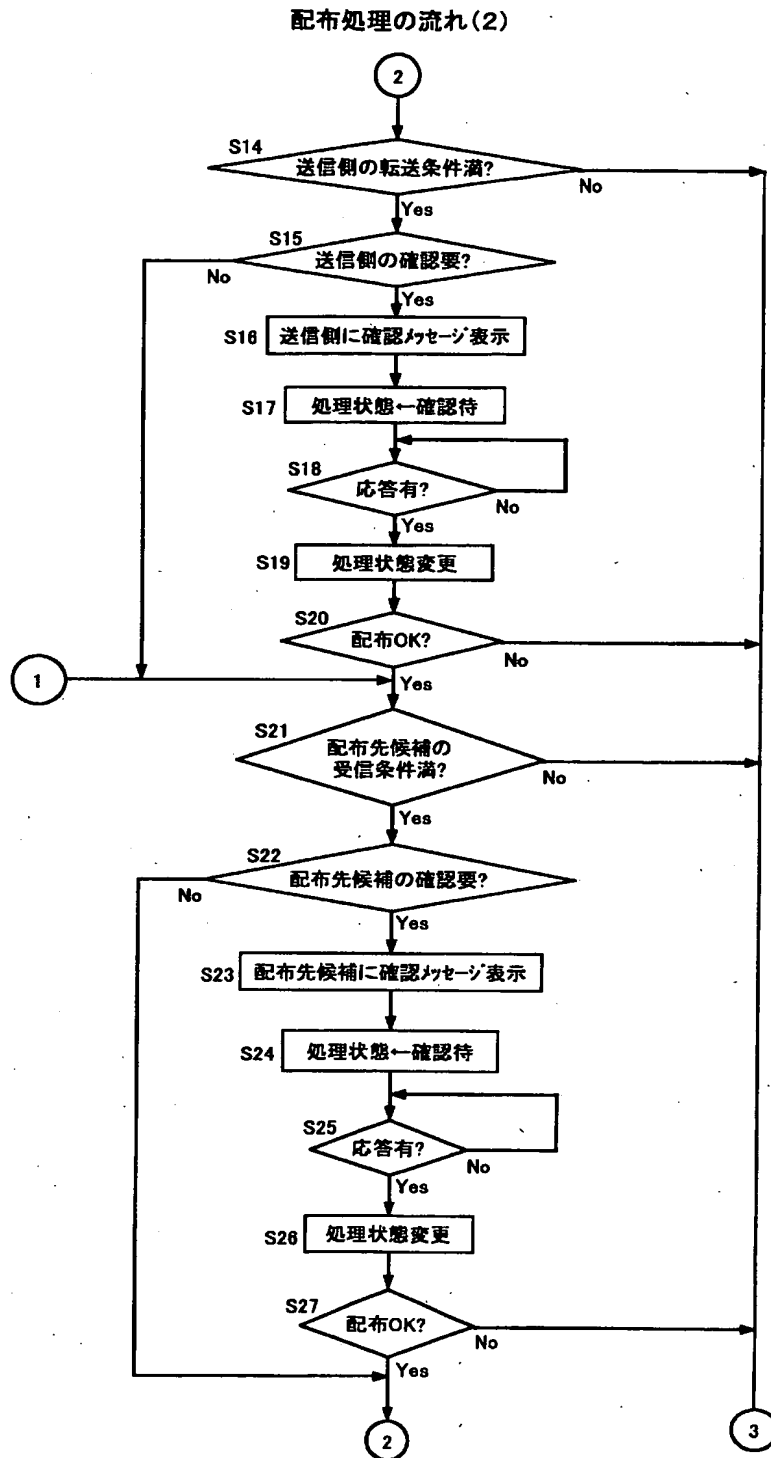 配布処理の流れ(2)
2
S14
送信側の転送条件満?
No
Yes
S15
送信側の確認要?
No
Yes
S16
送信側に確認ﾒｯｾｰｼﾞ表示
S17
処理状態←確認待
S18
応答有?
No
Yes
S19
処理状態変更
S20
配布OK?
No
Yes
1
S21
配布先候補の
受信条件満?
No
Yes
S22
配布先候補の確認要?
No
Yes
S23
配布先候補に確認ﾒｯｾｰｼﾞ表示
S24
処理状態←確認待
S25
応答有?
No
Yes
S26
処理状態変更
S27
配布OK?
No
Yes
2
3